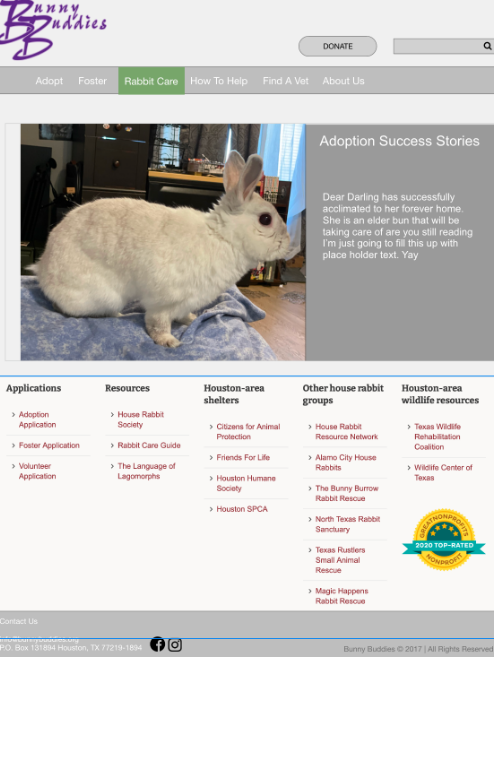 Bunny
Buddies
DONATE
Adopt Foster Rabbit Care How To Help Find A Vet About Us
Adoption Success Stories
Dear Darling has successfully
acclimated to her forever home.
She is an elder bun that will be
taking care of are you still reading
I'm just going to fill this up with
place holder text. Yay
Applications
Adoption
Application
Foster Application
Volunteer
Application
Resources
House Rabbit
Society
Rabbit Care Guide
The Language of
Lagomorphs
Houston-area
shelters
Citizens for Animal
Protection
Friends For Life
Houston Humane
Society
Houston SPCA
Other house rabbit
groups
House Rabbit
Resource Network
Alamo City House
Rabbits
The Bunny Burrow
Rabbit Rescue
North Texas Rabbit
Sanctuary
Texas Rustlers
Small Animal
Rescue
Magic Happens
Rabbit Rescue
Houston-area
wildlife resources
Texas Wildlife
Rehabilitation
Coalition
Wildlife Center of
Texas
GREATNONPROFITS
2020 TOP-RATED
NONPROFIT
Contact Us
info@bunnybuddies.org
P.O. Box 131894 Houston, TX 77219-1894
Bunny Buddies © 2017 | All Rights Reserved